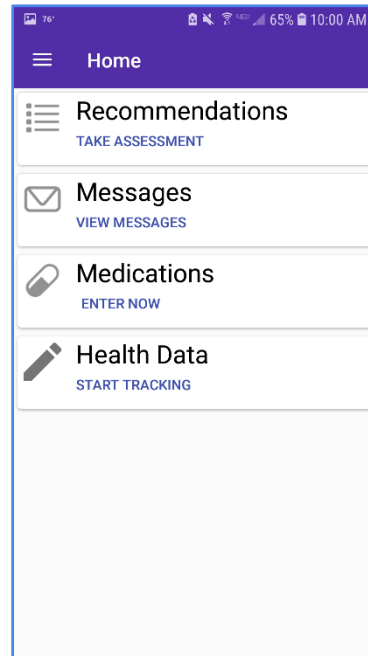 76° 65% 10:00 AM
Home
Recommendations
TAKE ASSESSMENT
Messages
VIEW MESSAGES
Medications
ENTER NOW
Health Data
START TRACKING